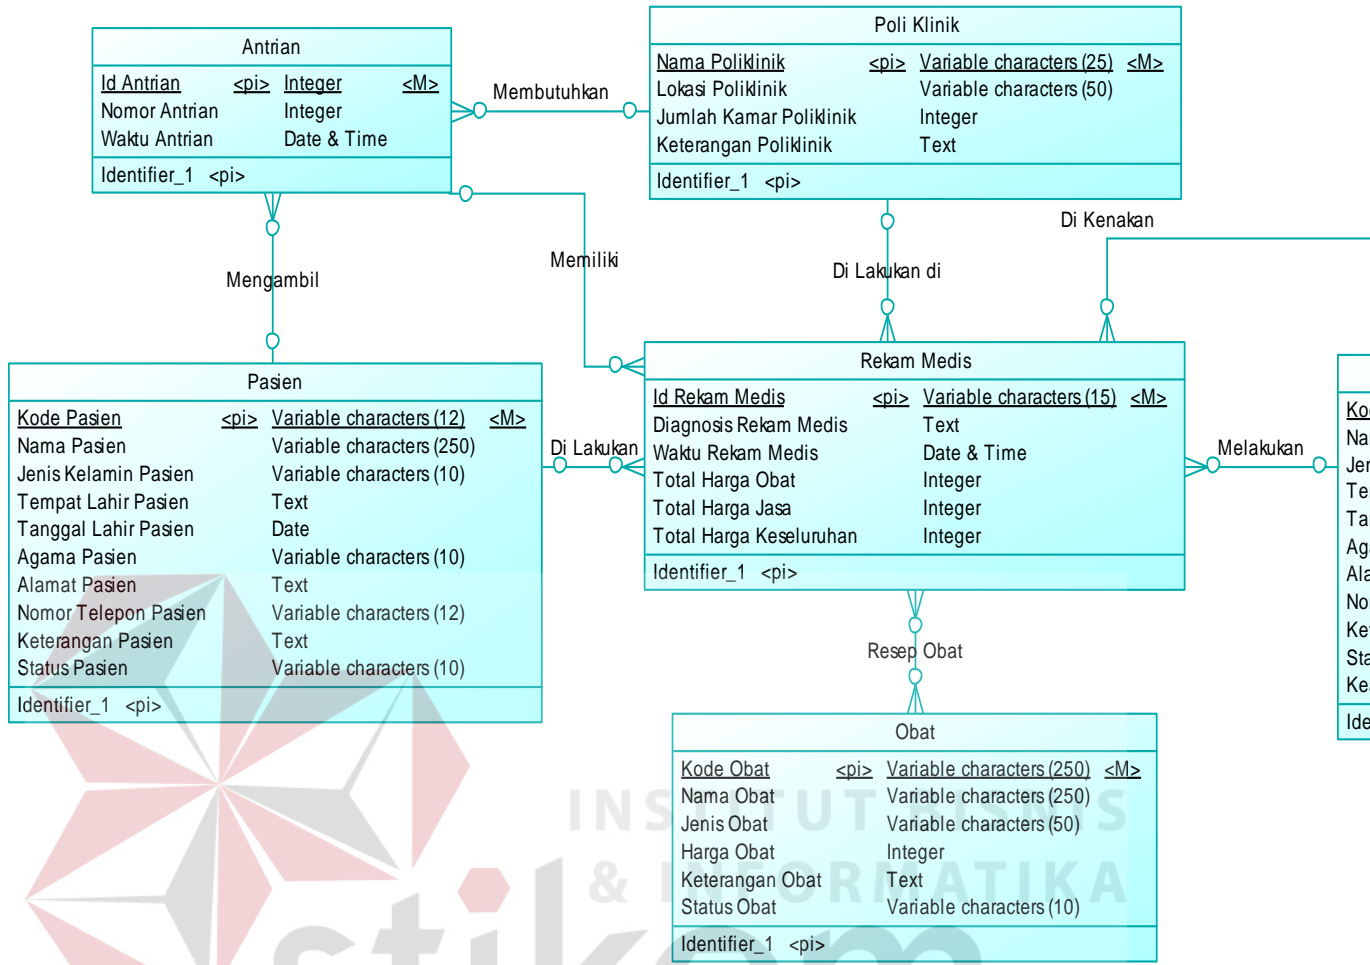 Antrian
Id Antrian <pi> Integer <M>
Nomor Antrian Integer
Waktu Antrian Date & Time
Identifier_1 <pi>
Membutuhkan
Poli Klinik
Nama Poliklinik <pi> Variable characters (25) <M>
Lokasi Poliklinik Variable characters (50)
Jumlah Kamar Poliklinik Integer
Keterangan Poliklinik Text
Identifier_1 <pi>
Mengambil
Memiliki
Di Lakukan di
Di Kenakan
Pasien
Kode Pasien <pi> Variable characters (12) <M>
Nama Pasien Variable characters (250)
Jenis Kelamin Pasien Variable characters (10)
Tempat Lahir Pasien Text
Tanggal Lahir Pasien Date
Agama Pasien Variable characters (10)
Alamat Pasien Text
Nomor Telepon Pasien Variable characters (12)
Keterangan Pasien Text
Status Pasien Variable characters (10)
Identifier_1 <pi>
Di Lakukan
Rekam Medis
Id Rekam Medis <pi> Variable characters (15) <M>
Diagnosis Rekam Medis Text
Waktu Rekam Medis Date & Time
Total Harga Obat Integer
Total Harga Jasa Integer
Total Harga Keseluruhan Integer
Identifier_1 <pi>
Melakukan
Resep Obat
Obat
Kode Obat <pi> Variable characters (250) <M>
Nama Obat Variable characters (250)
Jenis Obat Variable characters (50)
Harga Obat Integer
Keterangan Obat Text
Status Obat Variable characters (10)
Identifier_1 <pi>
INSTITUT BISNIS
& INFORMATIKA
stikom